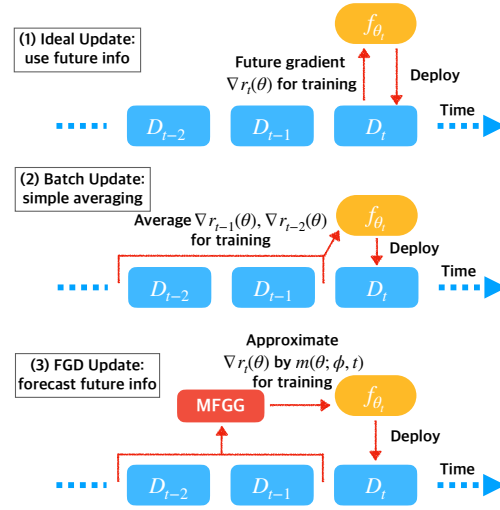 (1) Ideal Update:
use future info
f_{θ_t}
Future gradient
∇r_t(θ) for training
Deploy
D_{t−2}
D_{t−1}
D_t
Time
(2) Batch Update:
simple averaging
Average ∇r_{t−1}(θ), ∇r_{t−2}(θ)
for training
f_{θ_t}
Deploy
D_{t−2}
D_{t−1}
D_t
Time
(3) FGD Update:
forecast future info
Approximate
∇r_t(θ) by m(θ; ϕ, t)
for training
MFGG
f_{θ_t}
Deploy
D_{t−2}
D_{t−1}
D_t
Time